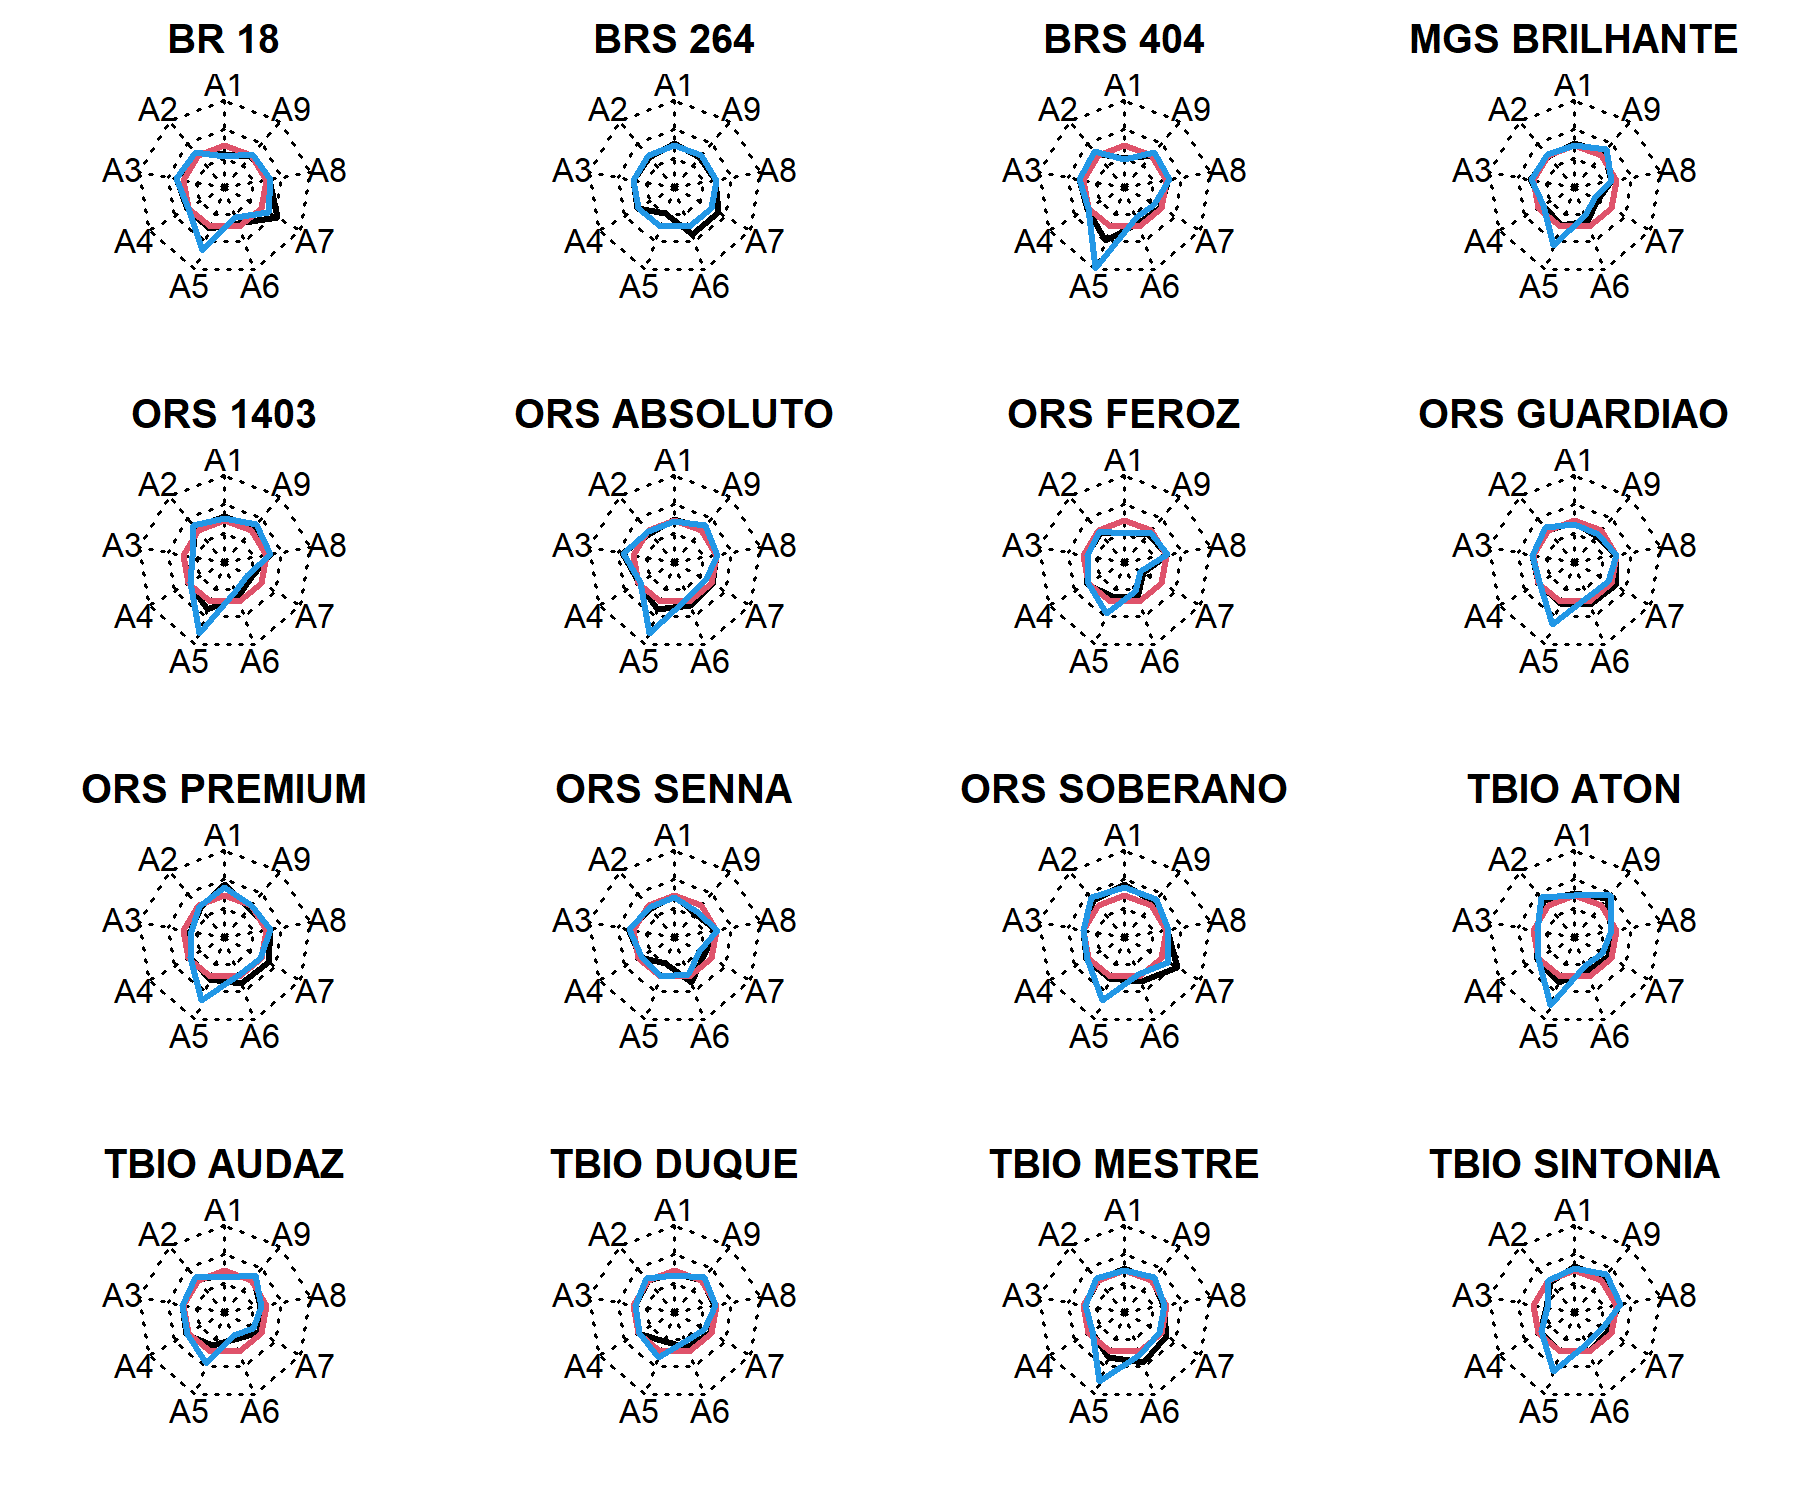 BR 18
BRS 264
BRS 404
MGS BRILHANTE
A1
A2
A9
A3
A8
A4
A7
A5
A6
A1
A2
A9
A3
A8
A4
A7
A5
A6
A1
A2
A9
A3
A8
A4
A7
A5
A6
A1
A2
A9
A3
A8
A4
A7
A5
A6
ORS 1403
ORS ABSOLUTO
ORS FEROZ
ORS GUARDIAO
A1
A2
A9
A3
A8
A4
A7
A5
A6
A1
A2
A9
A3
A8
A4
A7
A5
A6
A1
A2
A9
A3
A8
A4
A7
A5
A6
A1
A2
A9
A3
A8
A4
A7
A5
A6
ORS PREMIUM
ORS SENNA
ORS SOBERANO
TBIO ATON
A1
A2
A9
A3
A8
A4
A7
A5
A6
A1
A2
A9
A3
A8
A4
A7
A5
A6
A1
A2
A9
A3
A8
A4
A7
A5
A6
A1
A2
A9
A3
A8
A4
A7
A5
A6
TBIO AUDAZ
TBIO DUQUE
TBIO MESTRE
TBIO SINTONIA
A1
A2
A9
A3
A8
A4
A7
A5
A6
A1
A2
A9
A3
A8
A4
A7
A5
A6
A1
A2
A9
A3
A8
A4
A7
A5
A6
A1
A2
A9
A3
A8
A4
A7
A5
A6